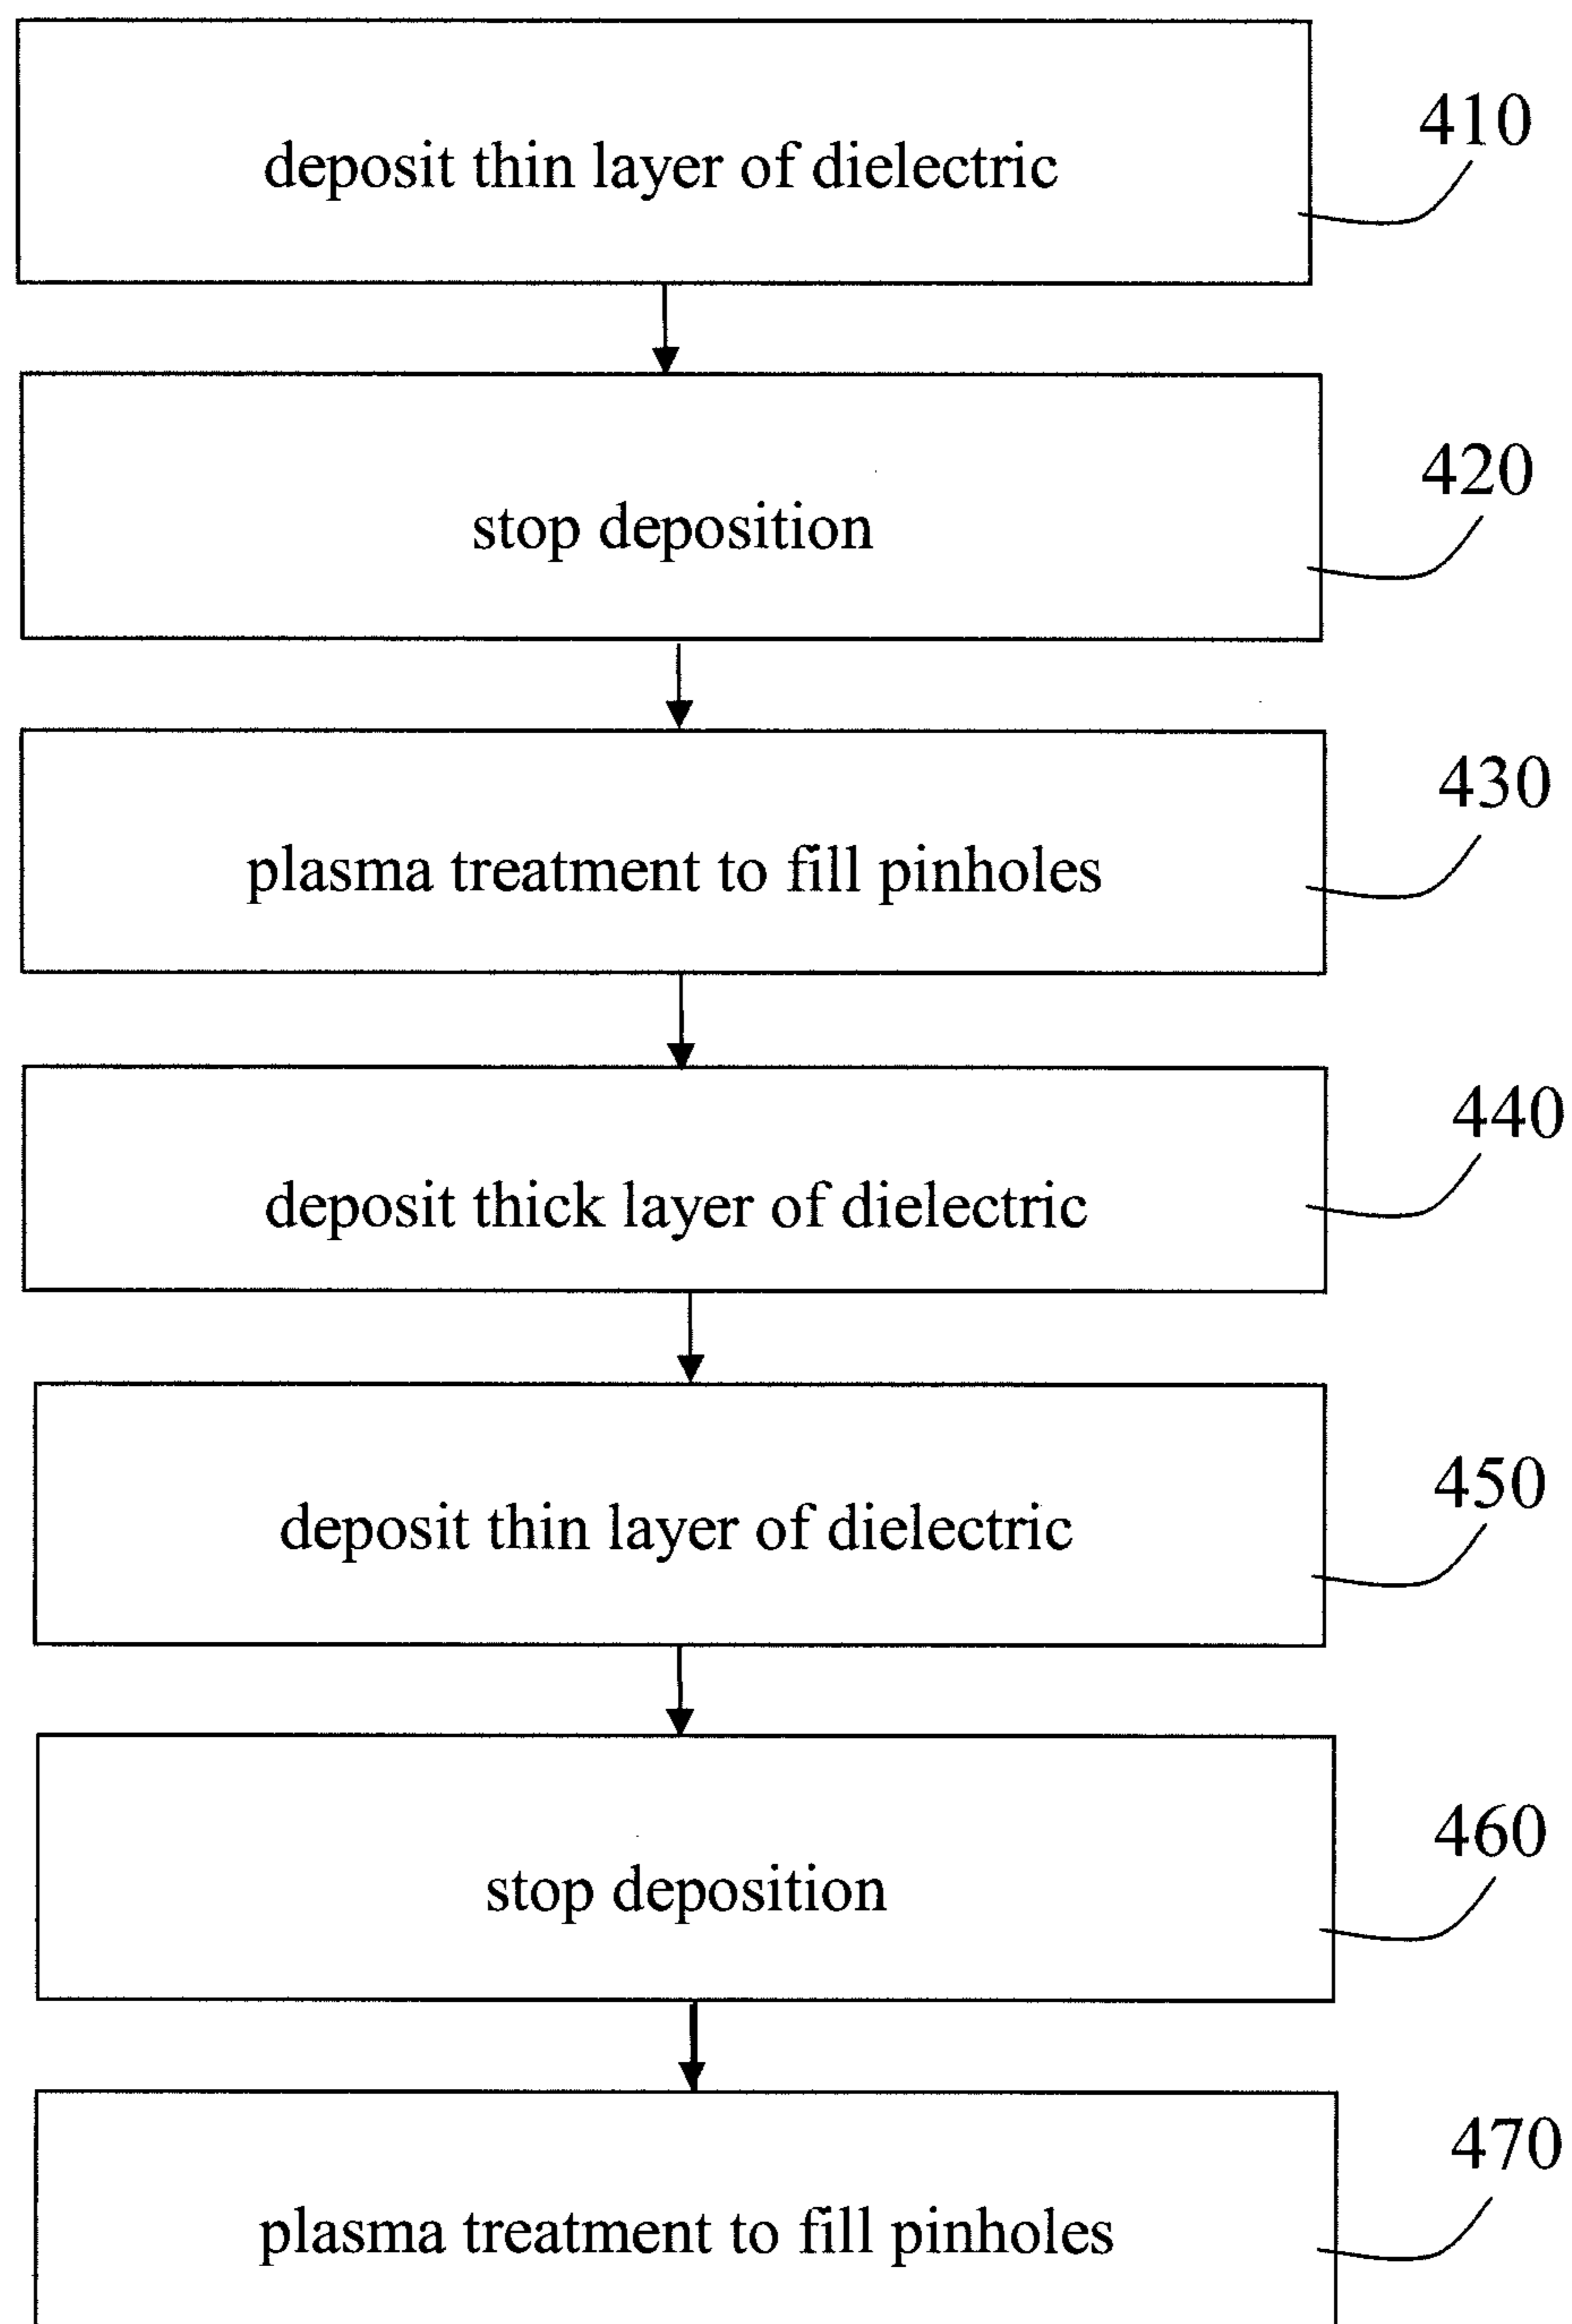 deposit thin layer of dielectric
410
stop deposition
420
plasma treatment to fill pinholes
430
deposit thick layer of dielectric
440
deposit thin layer of dielectric
450
stop deposition
460
plasma treatment to fill pinholes
470